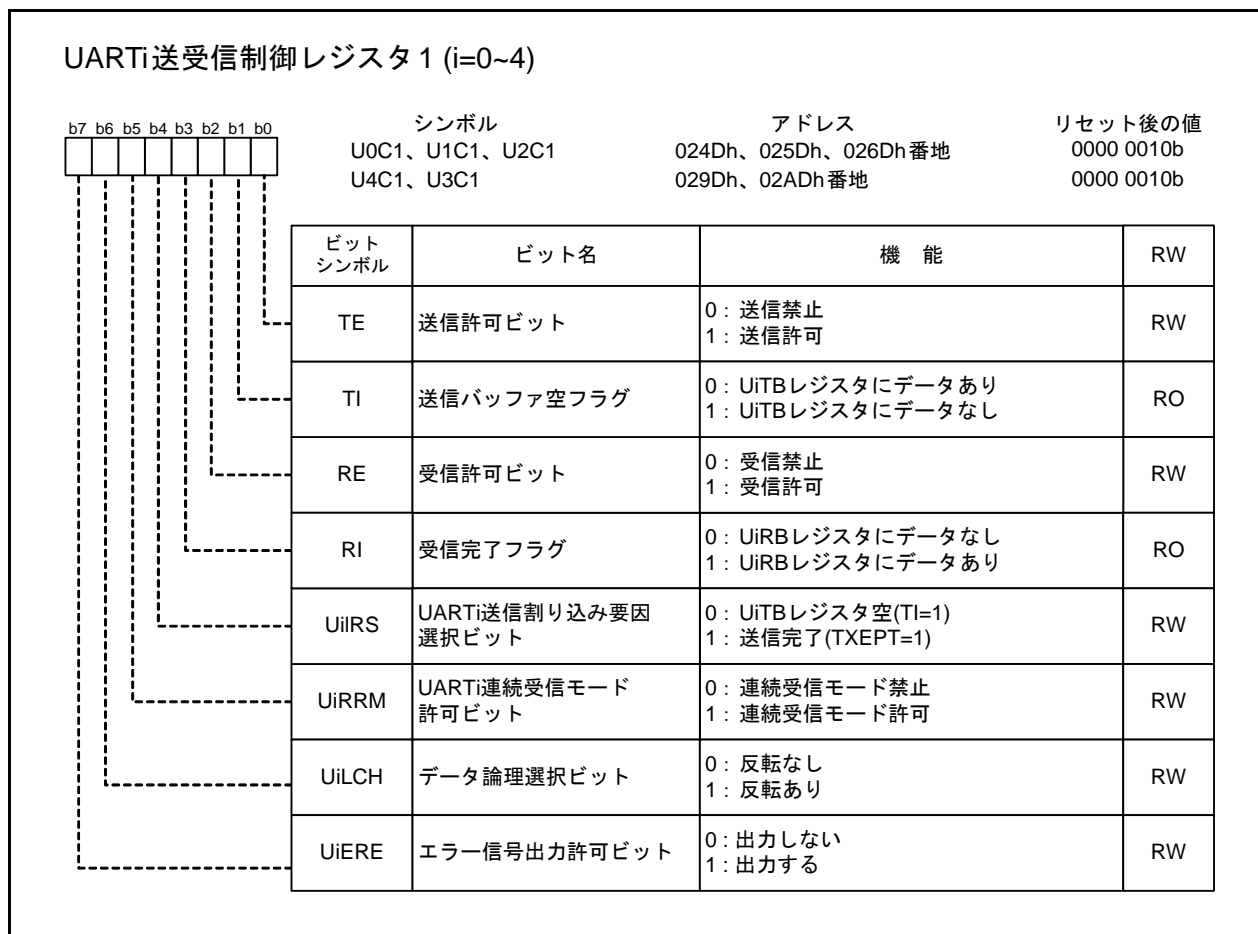 UARTi送受信制御レジスタ1 (i=0~4)
b7 b6 b5 b4 b3 b2 b1 b0
シンボル アドレス リセット後の値
U0C1、U1C1、U2C1 024Dh、025Dh、026Dh番地 0000 0010b
U4C1、U3C1 029Dh、02ADh番地 0000 0010b
ビット
シンボル
ビット名 機 能 RW
TE 送信許可ビット
0 : 送信禁止
1 : 送信許可
RW
TI 送信バッファ空フラグ
0 : UiTBレジスタにデータあり
1 : UiTBレジスタにデータなし
RO
RE 受信許可ビット
0 : 受信禁止
1 : 受信許可
RW
RI 受信完了フラグ
0 : UiRBレジスタにデータなし
1 : UiRBレジスタにデータあり
RO
UiIRS
UARTi送信割り込み要因
選択ビット
0 : UiTBレジスタ空(TI=1)
1 : 送信完了(TXEPT=1)
RW
UiRRM
UARTi連続受信モード
許可ビット
0 : 連続受信モード禁止
1 : 連続受信モード許可
RW
UiLCH データ論理選択ビット
0 : 反転なし
1 : 反転あり
RW
UiERE エラー信号出力許可ビット
0 : 出力しない
1 : 出力する
RW